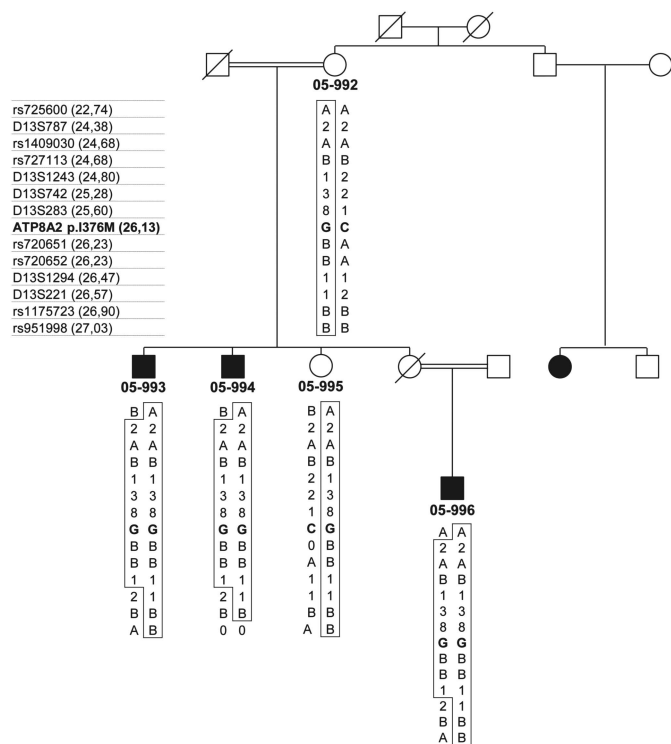 05-992
rs725600 (22,74) A A
D13S787 (24,38) 2 2
rs1409030 (24,68) A A
rs727113 (24,68) B B
D13S1243 (24,80) 1 2
D13S742 (25,28) 3 2
D13S283 (25,60) 8 1
ATP8A2 p.I376M (26,13) G C
rs720651 (26,23) B A
rs720652 (26,23) B A
D13S1294 (26,47) 1 1
D13S221 (26,57) 1 2
rs1175723 (26,90) B B
rs951998 (27,03) B B
05-993 05-994 05-995
B A B A B A
2 2 2 2 2 2
A A A A A A
B B B B B B
1 1 1 1 2 1
3 3 3 3 2 3
8 8 8 8 1 8
G G G G C G
B B B B 0 B
B B B B A B
1 1 1 1 1 1
2 1 2 1 1 1
B B B B B B
A B 0 0 A B
05-996
A A
2 2
A A
B B
1 1
3 3
8 8
G G
B B
B B
1 1
2 1
B B
A B